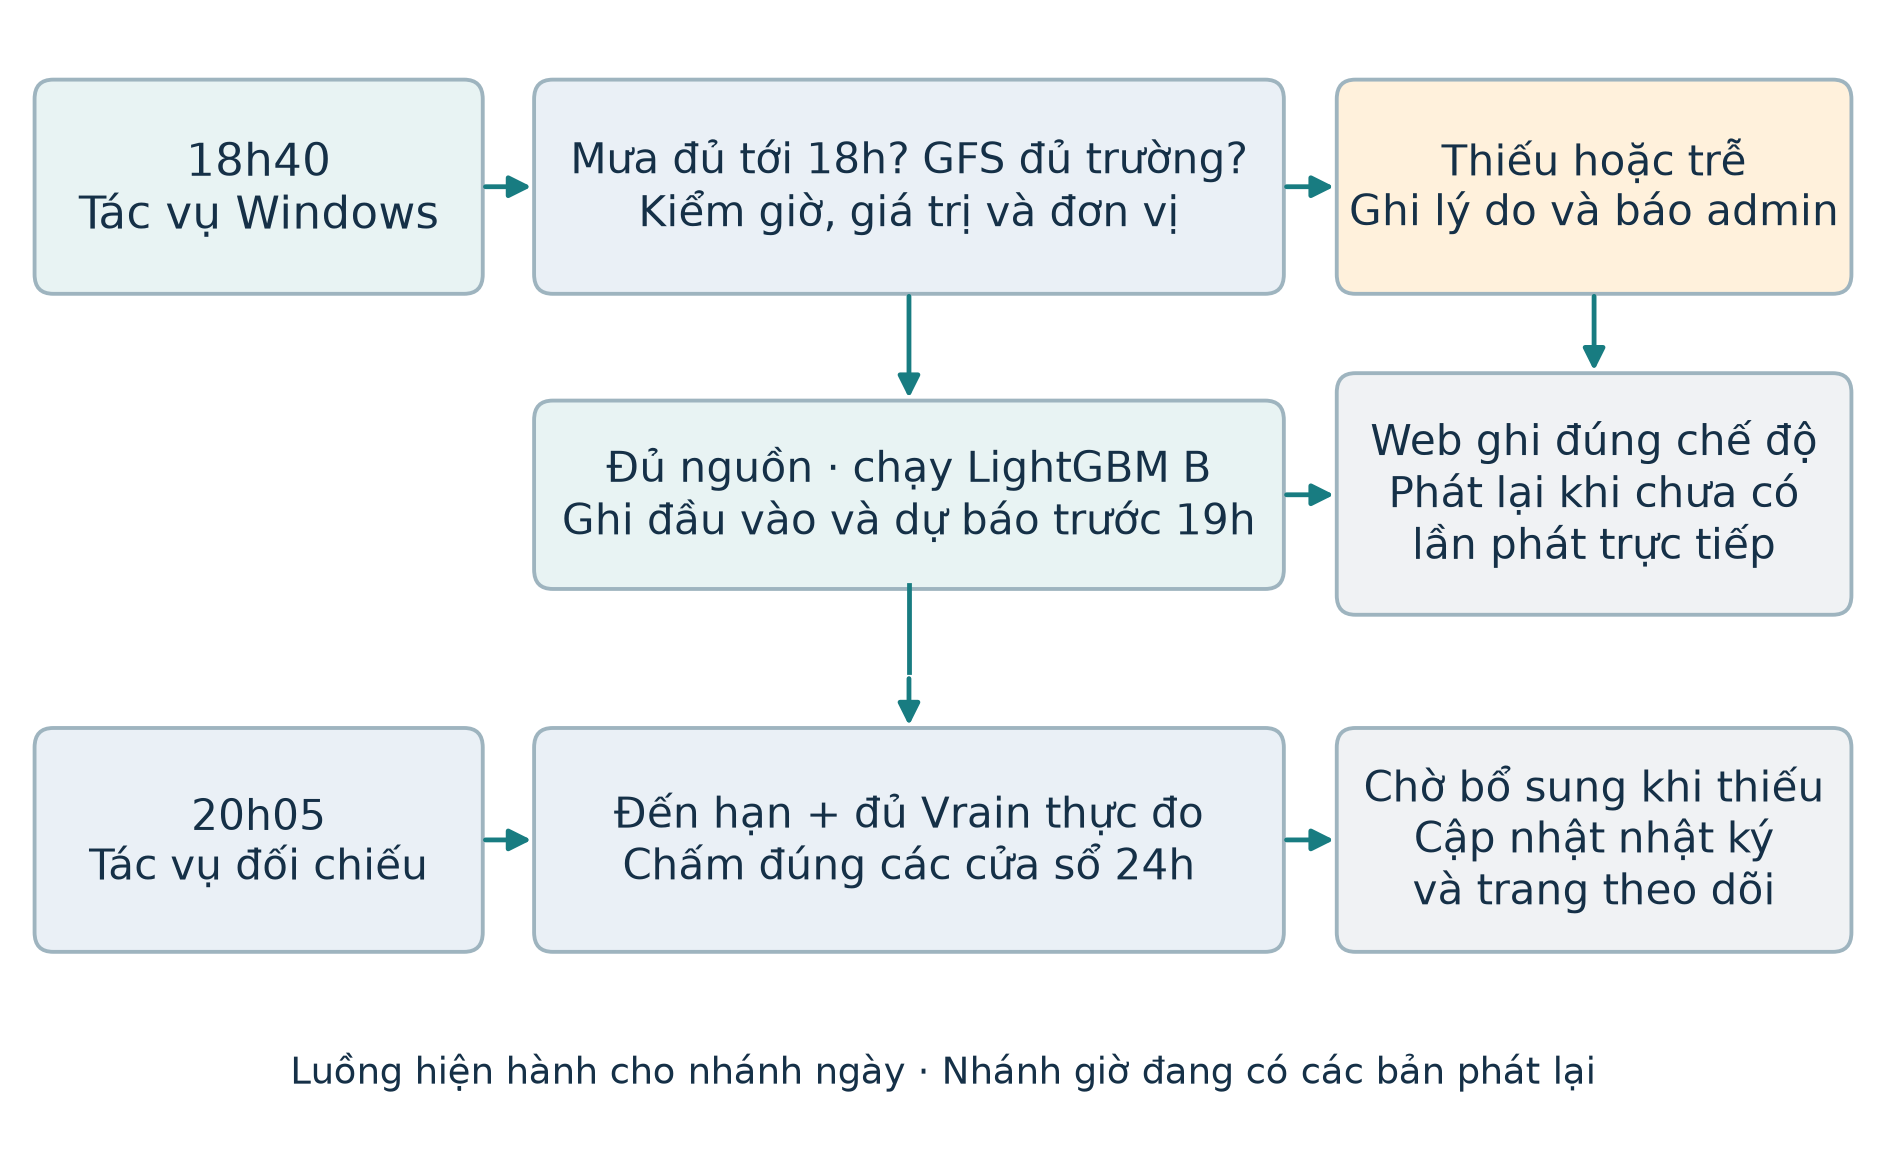 18h40
Tác vụ Windows
Mưa đủ tới 18h? GFS đủ trường?
Kiểm giờ, giá trị và đơn vị
Thiếu hoặc trễ
Ghi lý do và báo admin
Đủ nguồn · chạy LightGBM B
Ghi đầu vào và dự báo trước 19h
Web ghi đúng chế độ
Phát lại khi chưa có
lần phát trực tiếp
20h05
Tác vụ đối chiếu
Đến hạn + đủ Vrain thực đo
Chấm đúng các cửa sổ 24h
Chờ bổ sung khi thiếu
Cập nhật nhật ký
và trang theo dõi
Luồng hiện hành cho nhánh ngày · Nhánh giờ đang có các bản phát lại